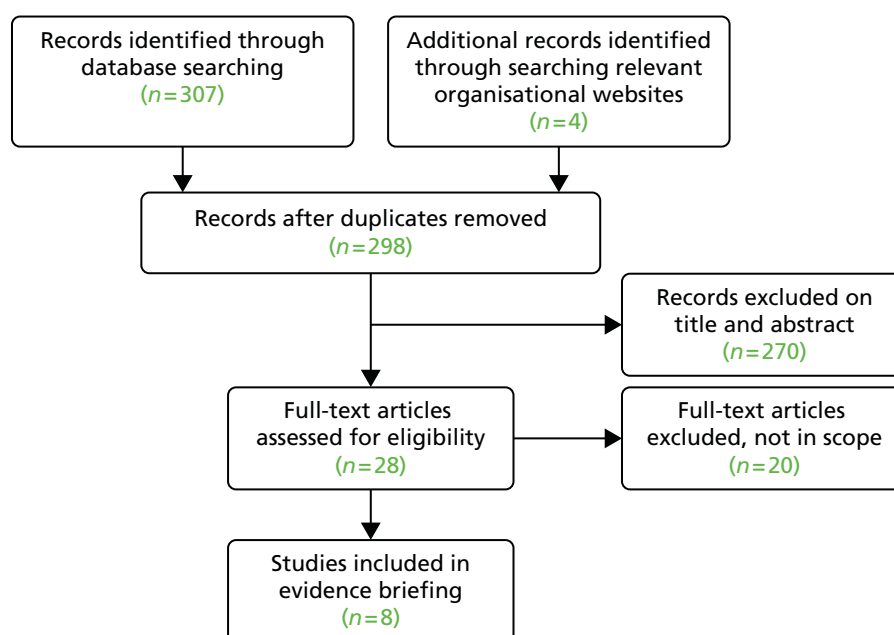 Records identified through
database searching
(n=307)
Additional records identified
through searching relevant
organisational websites
(n=4)
Records after duplicates removed
(n=298)
Records excluded on
title and abstract
(n=270)
Full-text articles
assessed for eligibility
(n=28)
Full-text articles
excluded, not in scope
(n=20)
Studies included in
evidence briefing
(n=8)